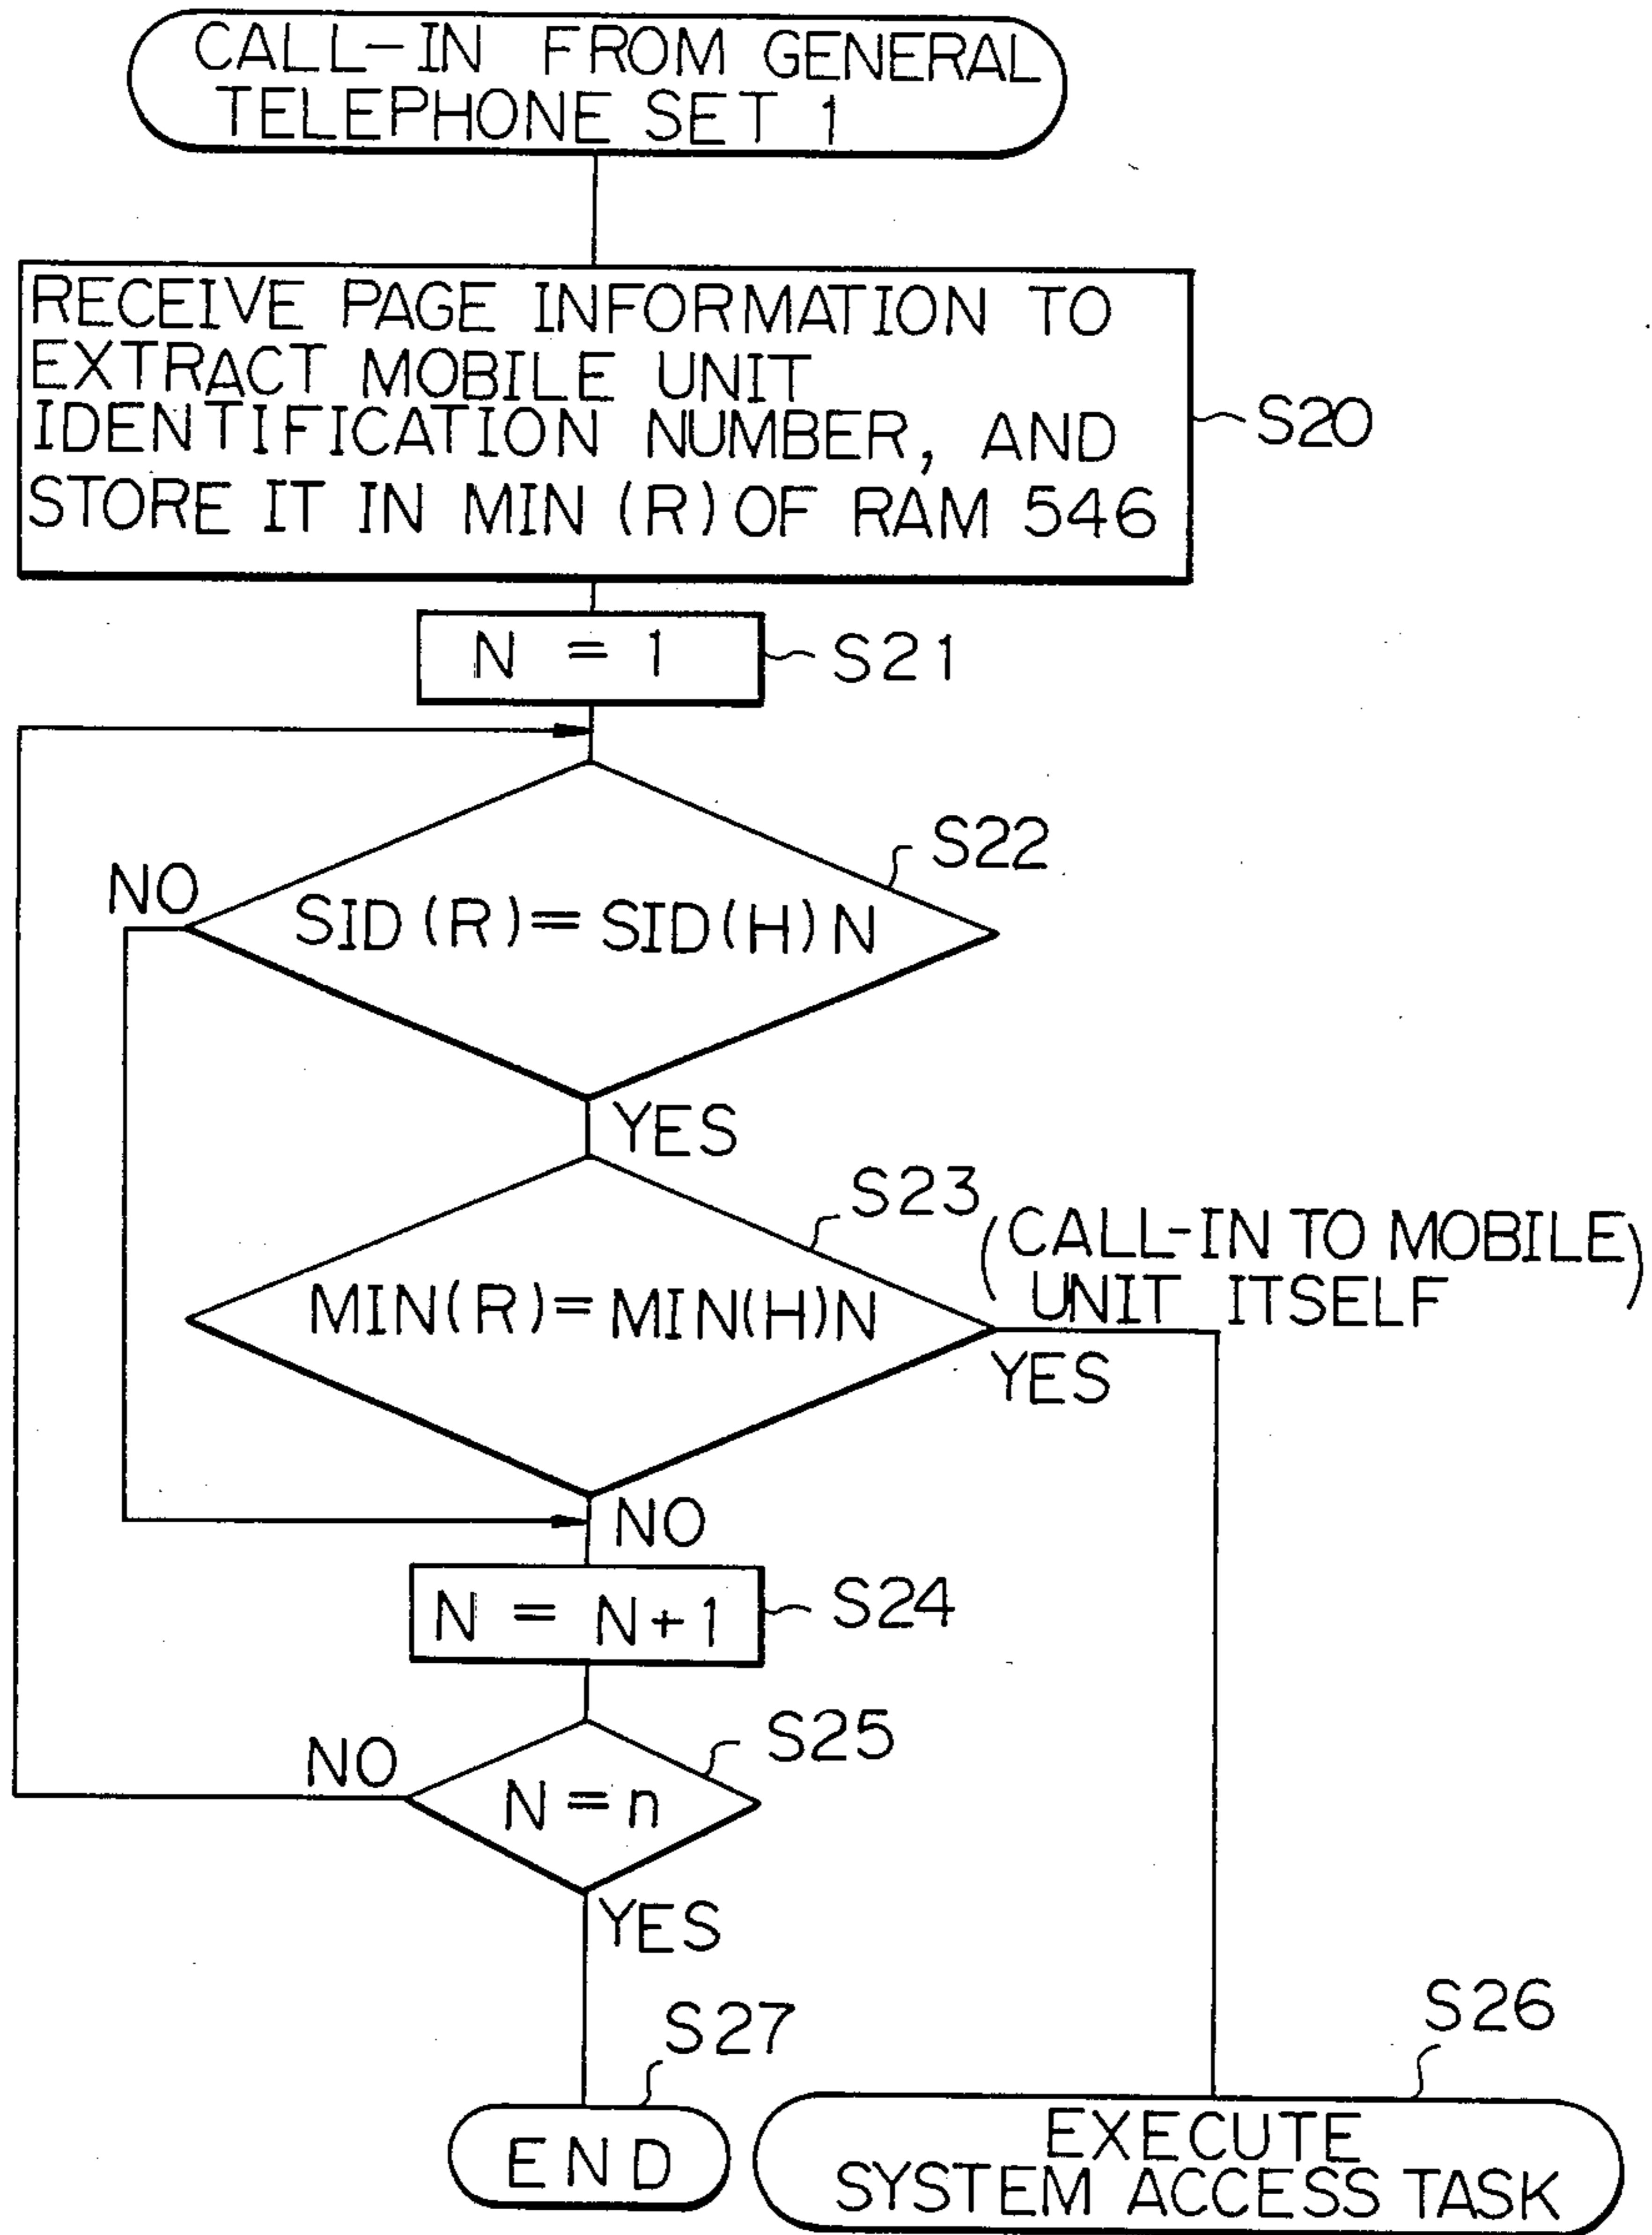 CALL-IN FROM GENERAL
TELEPHONE SET 1
RECEIVE PAGE INFORMATION TO
EXTRACT MOBILE UNIT
IDENTIFICATION NUMBER, AND
STORE IT IN MIN (R) OF RAM 546
S20
N = 1
S21
S22
NO
SID (R) = SID(H) N
YES
S23
(CALL-IN TO MOBILE
UNIT ITSELF)
MIN(R) = MIN(H) N
YES
NO
N = N+1
S24
S25
NO
N = n
YES
S27
S26
END
EXECUTE
SYSTEM ACCESS TASK